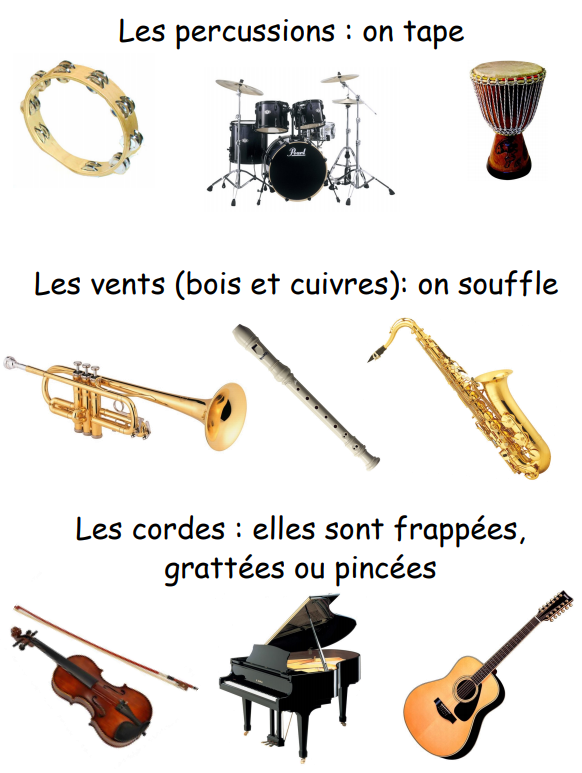 Les percussions : on tape
Pearl
Les vents (bois et cuivres): on souffle
Les cordes : elles sont frappées,
grattées ou pincées